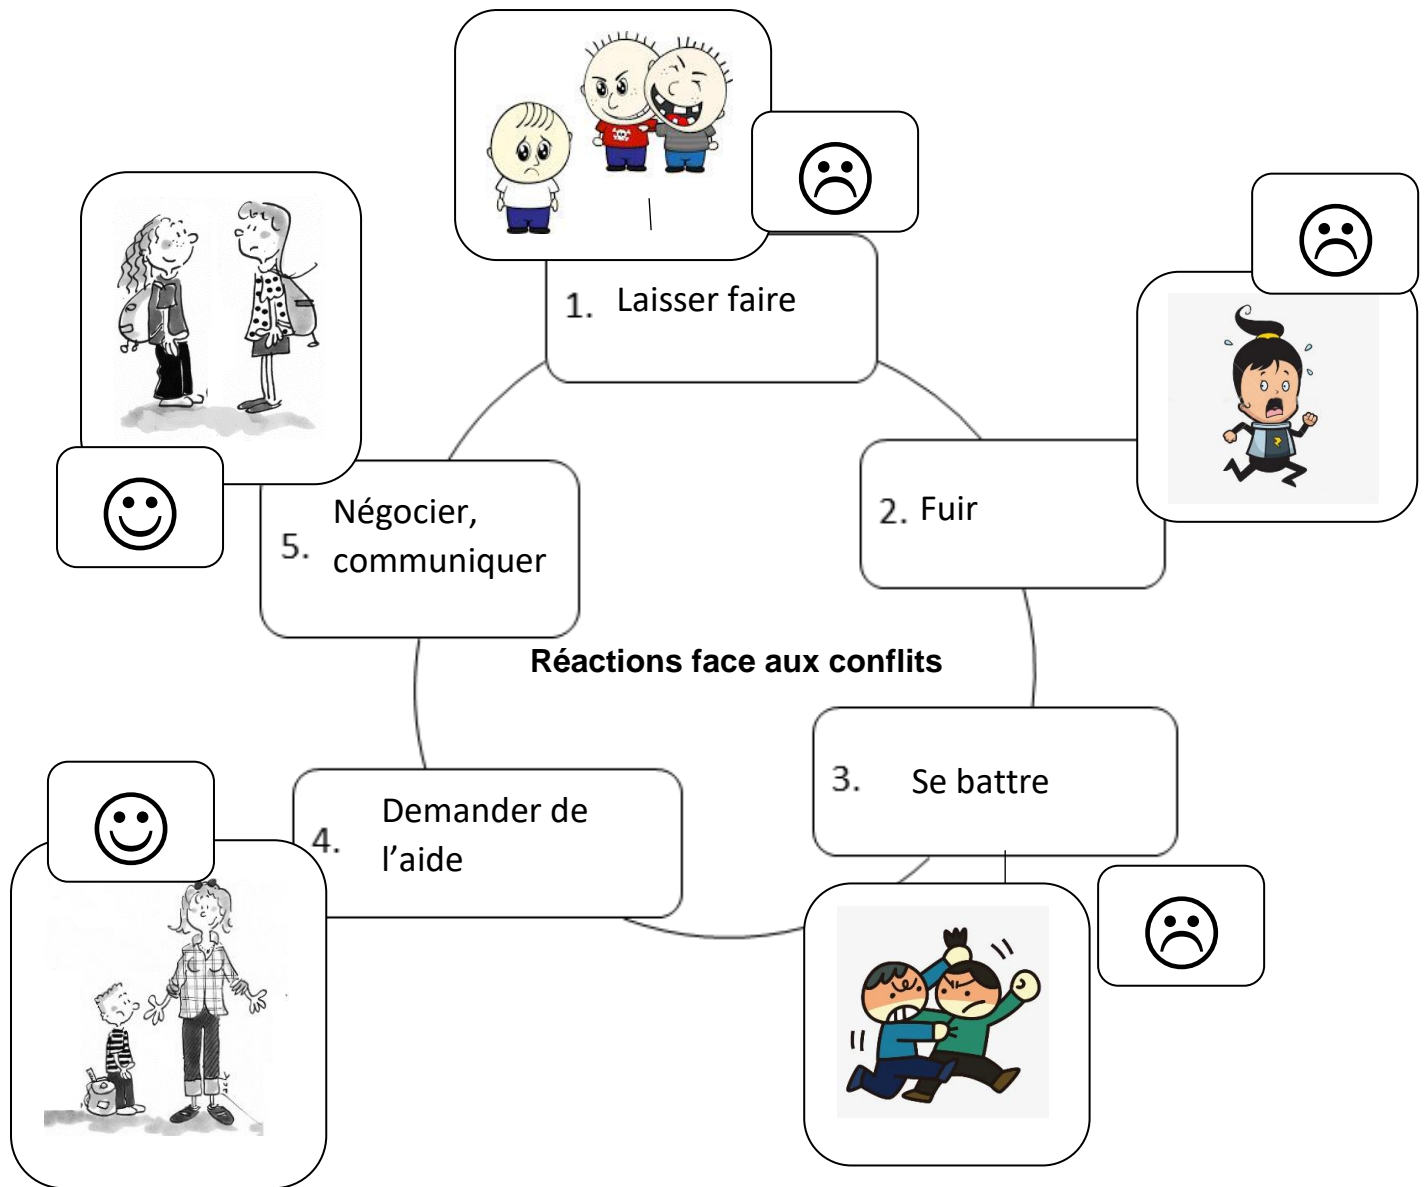 1. Laisser faire
2. Fuir
3. Se battre
4. Demander de
l’aide
5. Négocier,
communiquer
Réactions face aux conflits